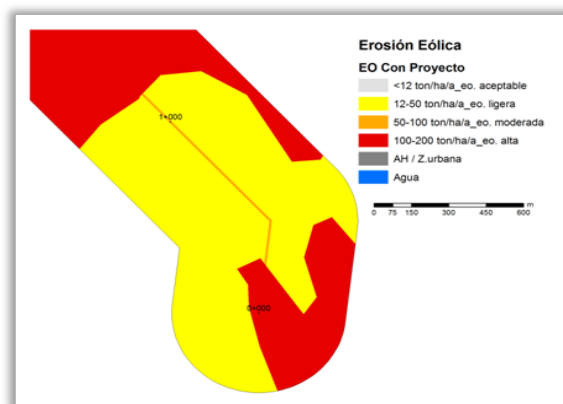 Erosión Eólica
EO Con Proyecto
<12 ton/ha/a_eo. aceptable
12-50 ton/ha/a_eo. ligera
50-100 ton/ha/a_eo. moderada
100-200 ton/ha/a_eo. alta
AH / Z.urbana
Agua
m
0 75 150 300 450 600
1+000
0+000